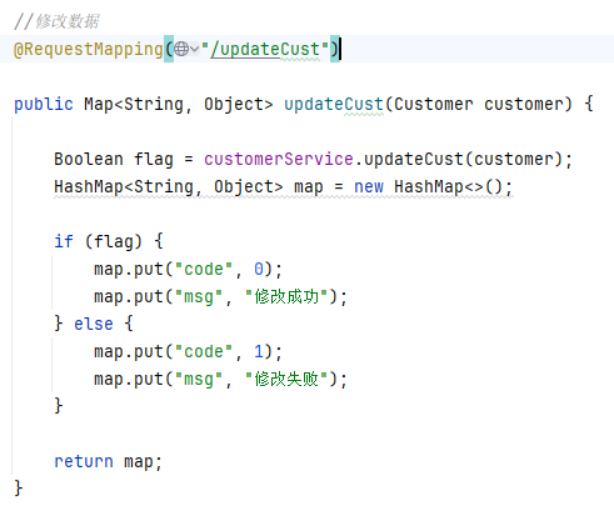 //修改数据
@RequestMapping("/updateCust")
public Map<String, Object> updateCust(Customer customer) {
Boolean flag = customerService.updateCust(customer);
HashMap<String, Object> map = new HashMap<>();
if (flag) {
map.put("code", 0);
map.put("msg", "修改成功");
} else {
map.put("code", 1);
map.put("msg", "修改失败");
}
return map;
}